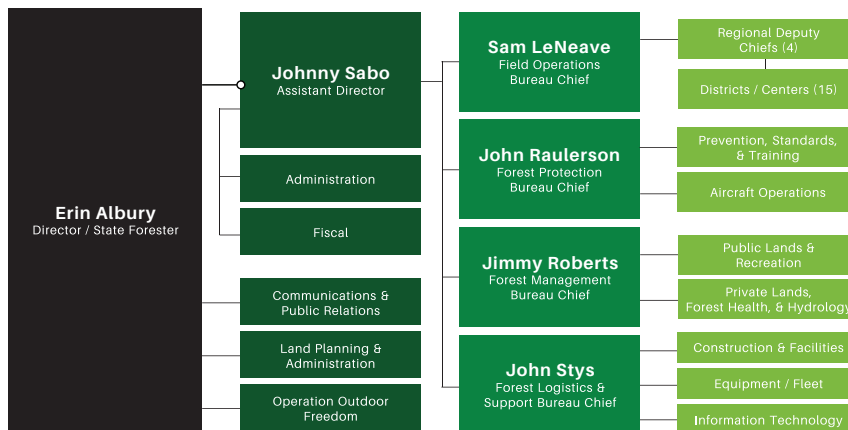 Erin Albury
Director / State Forester
Johnny Sabo
Assistant Director
Administration
Fiscal
Communications &
Public Relations
Land Planning &
Administration
Operation Outdoor
Freedom
Sam LeNeave
Field Operations
Bureau Chief
Regional Deputy
Chiefs (4)
Districts / Centers (15)
John Raulerson
Forest Protection
Bureau Chief
Prevention, Standards,
& Training
Aircraft Operations
Jimmy Roberts
Forest Management
Bureau Chief
Public Lands &
Recreation
Private Lands,
Forest Health, & Hydrology
John Stys
Forest Logistics &
Support Bureau Chief
Construction & Facilities
Equipment / Fleet
Information Technology